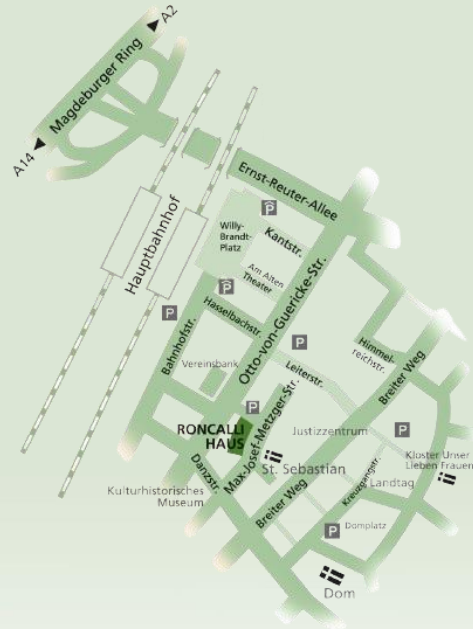 A2
Magdeburger Ring
A14
Hauptbahnhof
Ernst-Reuter-Allee
P
Willy-
Brandt-
Platz
Kantstr.
Am Alten
Theater
P
Hasselbachstr.
P
Bahnhofstr.
Otto-von-Guericke-Str.
P
Himmel-
reichstr.
Vereinsbank
Leiterstr.
Breiter Weg
P
RONCALLI
HAUS
Max-Josef-Metzger-Str.
Justizzentrum
P
Kloster Unser
Lieben Frauen
St. Sebastian
Danzstr.
Kulturhistorisches
Museum
Breiter Weg
Kreuzgangstr.
Landtag
P
Domplatz
Dom